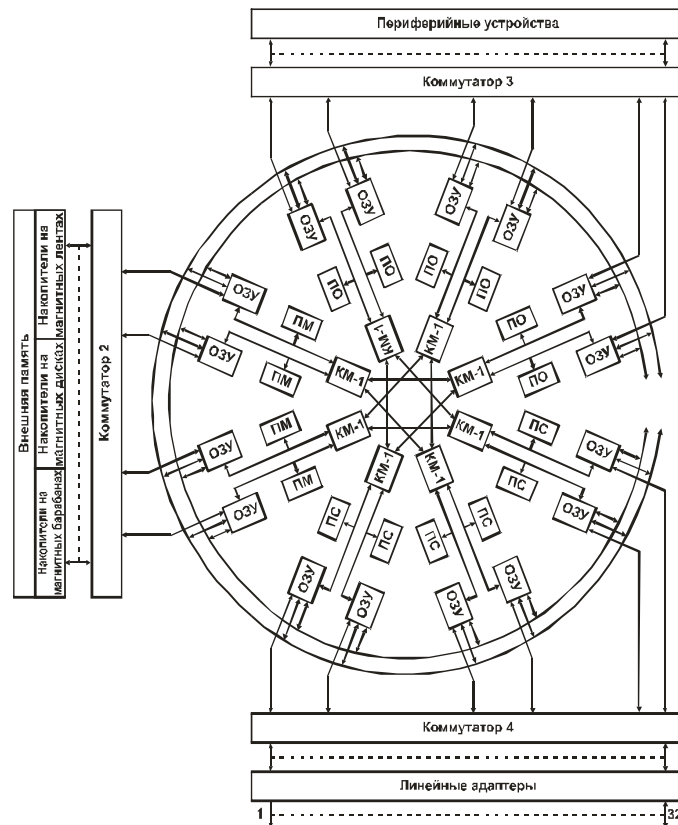 Периферийные устройства
Коммутатор 3
ОЗУ
ОЗУ
ОЗУ
ОЗУ
ПО
ПО
ПО
ПО
ОЗУ
ОЗУ
ПМ
ПО
КМ-1
КМ-1
ОЗУ
ОЗУ
ПМ
ПО
КМ-1
КМ-1
Внешняя память
Накопители на
магнитных лентах
Накопители на
магнитных дисках
Накопители на
магнитных барабанах
Коммутатор 2
ОЗУ
ПМ
ПС
ОЗУ
КМ-1
КМ-1
ОЗУ
ПМ
ПС
ОЗУ
КМ-1
КМ-1
ПС
ПС
ПС
ПС
ОЗУ
ОЗУ
ОЗУ
ОЗУ
Коммутатор 4
Линейные адаптеры
1
32